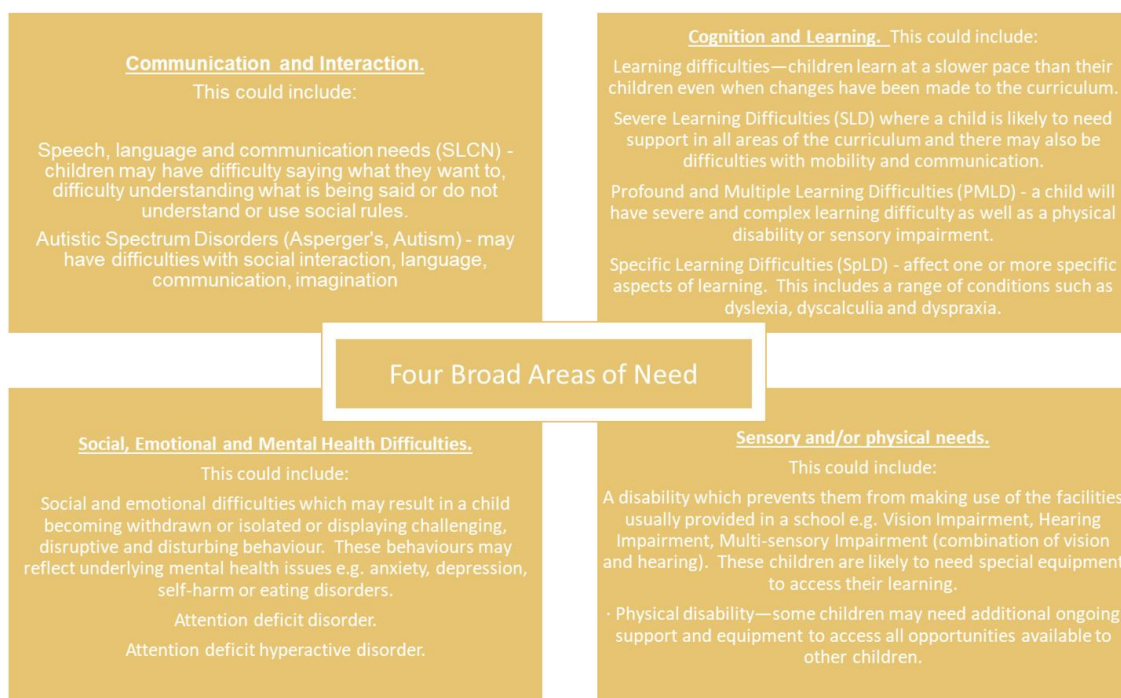 Communication and Interaction.
This could include:
Speech, language and communication needs (SLCN) -
children may have difficulty saying what they want to,
difficulty understanding what is being said or do not
understand or use social rules.
Autistic Spectrum Disorders (Asperger's, Autism) - may
have difficulties with social interaction, language,
communication, imagination
Cognition and Learning. This could include:
Learning difficulties—children learn at a slower pace than their
children even when changes have been made to the curriculum.
Severe Learning Difficulties (SLD) where a child is likely to need
support in all areas of the curriculum and there may also be
difficulties with mobility and communication.
Profound and Multiple Learning Difficulties (PMLD) - a child will
have severe and complex learning difficulty as well as a physical
disability or sensory impairment.
Specific Learning Difficulties (SpLD) - affect one or more specific
aspects of learning. This includes a range of conditions such as
dyslexia, dyscalculia and dyspraxia.
Four Broad Areas of Need
Social, Emotional and Mental Health Difficulties.
This could include:
Social and emotional difficulties which may result in a child
becoming withdrawn or isolated or displaying challenging,
disruptive and disturbing behaviour. These behaviours may
reflect underlying mental health issues e.g. anxiety, depression,
self-harm or eating disorders.
Attention deficit disorder.
Attention deficit hyperactive disorder.
Sensory and/or physical needs.
This could include:
A disability which prevents them from making use of the facilities
usually provided in a school e.g. Vision Impairment, Hearing
Impairment, Multi-sensory Impairment (combination of vision
and hearing). These children are likely to need special equipment
to access their learning.
· Physical disability—some children may need additional ongoing
support and equipment to access all opportunities available to
other children.